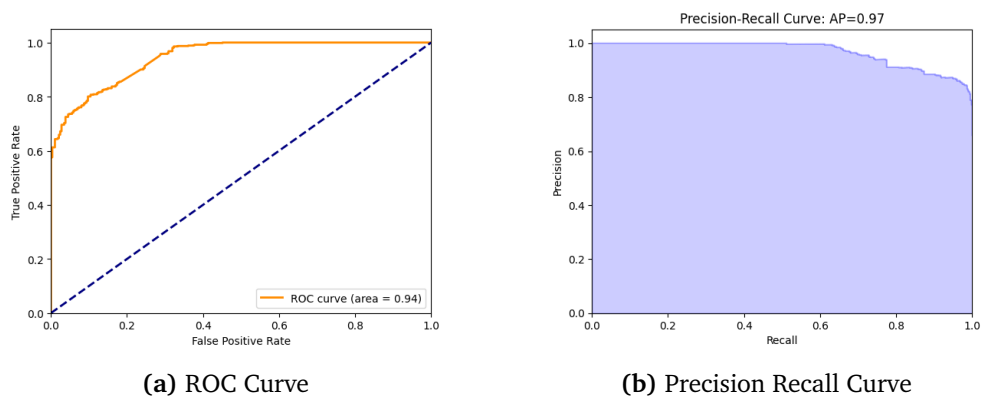 1.0
0.8
0.6
0.4
0.2
0.0
True Positive Rate
ROC curve (area = 0.94)
0.0 0.2 0.4 0.6 0.8 1.0
False Positive Rate
(a) ROC Curve
Precision-Recall Curve: AP=0.97
1.0
0.8
0.6
0.4
0.2
0.0
Precision
0.0 0.2 0.4 0.6 0.8 1.0
Recall
(b) Precision Recall Curve